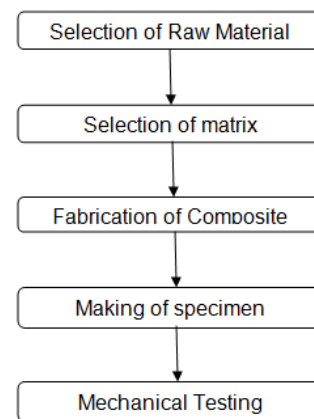 Selection of Raw Material
Selection of matrix
Fabrication of Composite
Making of specimen
Mechanical Testing